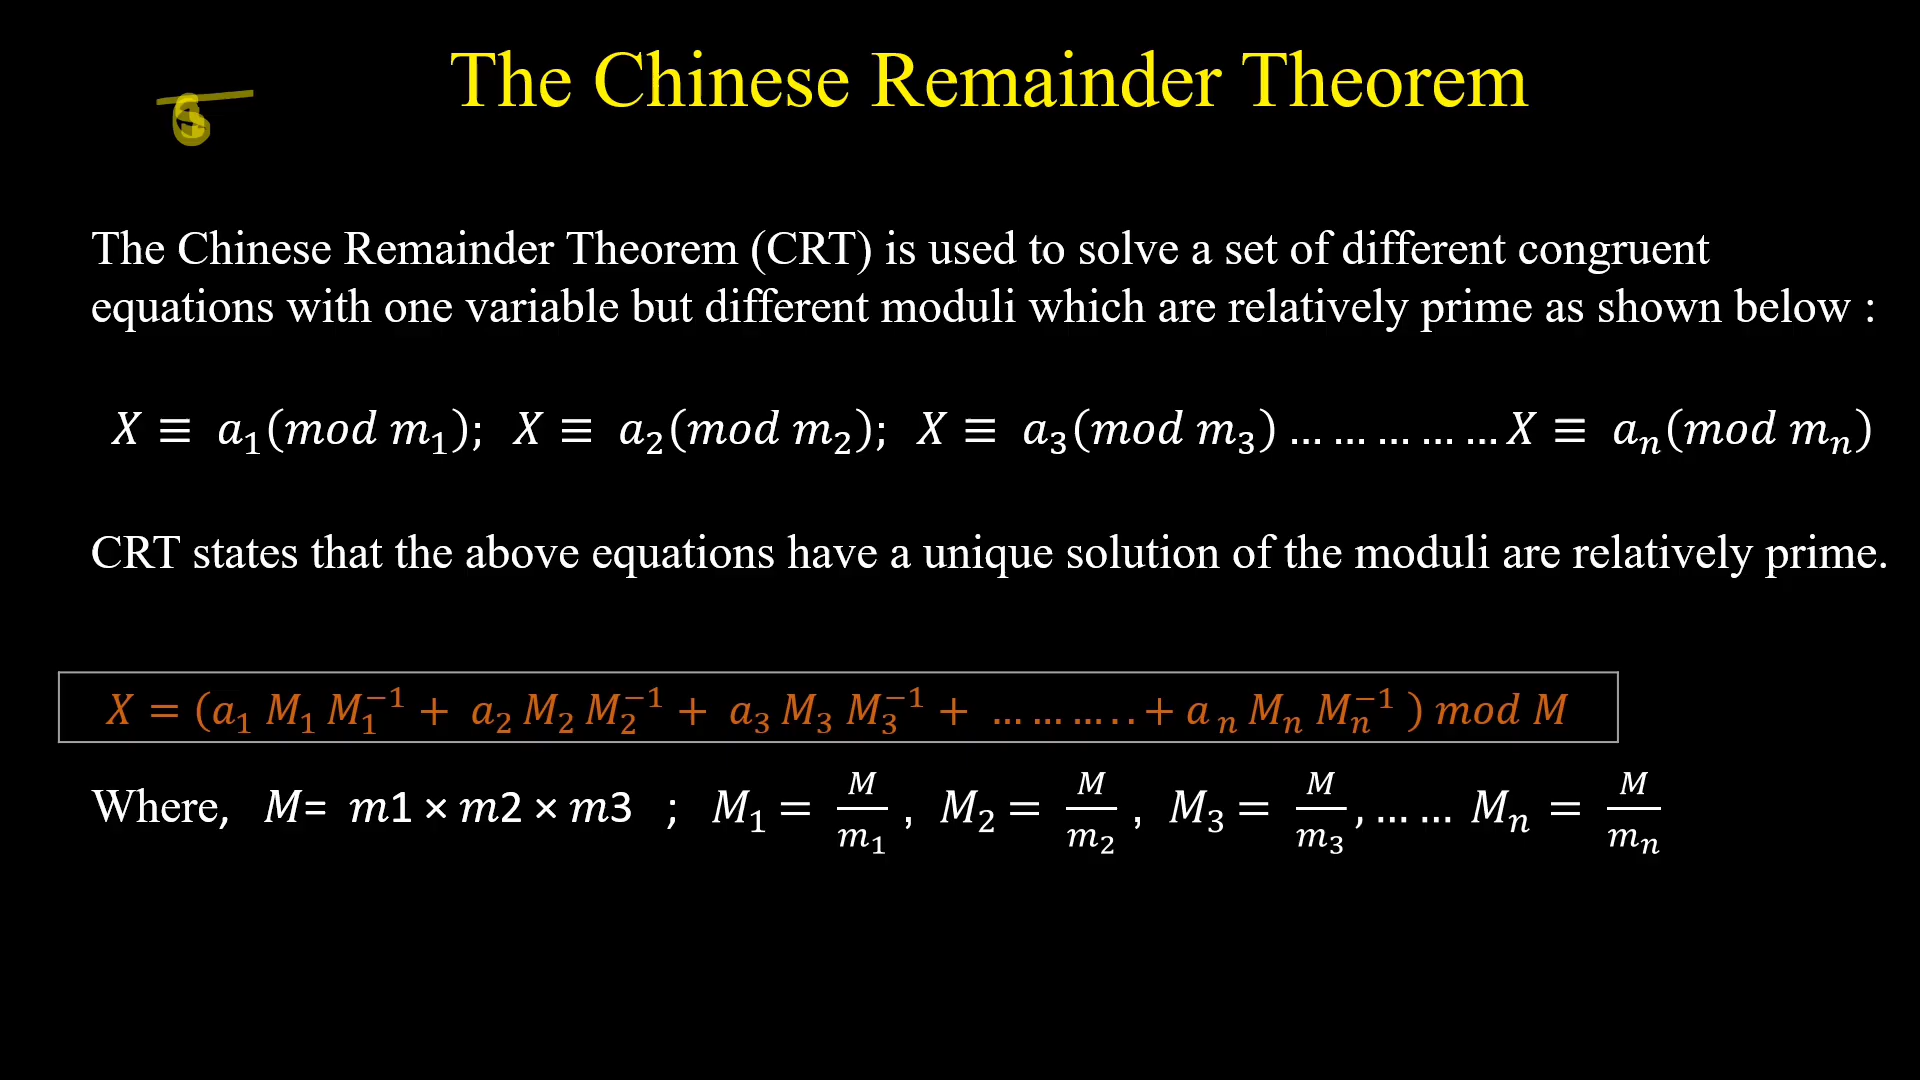 The Chinese Remainder Theorem
The Chinese Remainder Theorem (CRT) is used to solve a set of different congruent
equations with one variable but different moduli which are relatively prime as shown below :
X ≡ a₁(mod m₁); X ≡ a₂(mod m₂); X ≡ a₃(mod m₃) … … … … … X ≡ aₙ(mod mₙ)
CRT states that the above equations have a unique solution of the moduli are relatively prime.
X = (a₁ M₁ M₁⁻¹ + a₂ M₂ M₂⁻¹ + a₃ M₃ M₃⁻¹ + … … … . . + a ₙ Mₙ Mₙ⁻¹ ) mod M
Where, M= m1 × m2 × m3 ; M₁ = M/m₁ , M₂ = M/m₂ , M₃ = M/m₃ , … … Mₙ = M/mₙ